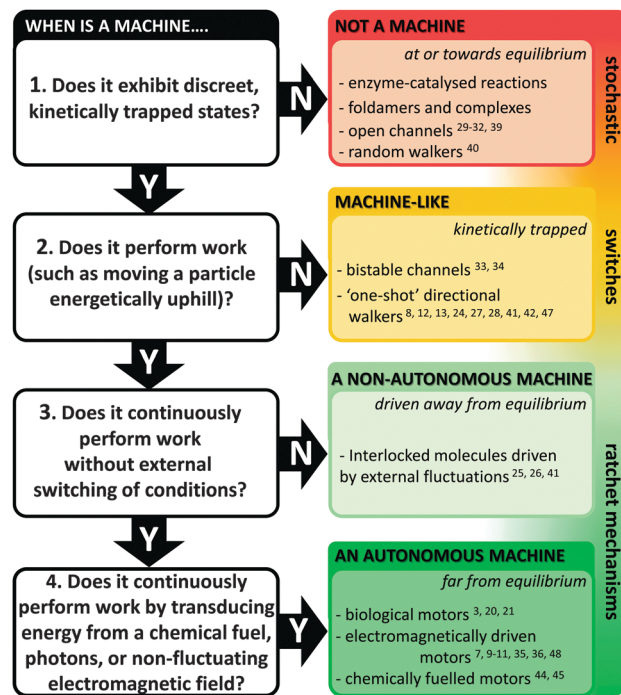 WHEN IS A MACHINE….
1. Does it exhibit discreet,
kinetically trapped states?
N
NOT A MACHINE
at or towards equilibrium
- enzyme-catalysed reactions
- foldamers and complexes
- open channels 29-32, 39
- random walkers 40
stochastic
Y
2. Does it perform work
(such as moving a particle
energetically uphill)?
N
MACHINE-LIKE
kinetically trapped
- bistable channels 33, 34
- ‘one-shot’ directional
walkers 8, 12, 13, 24, 27, 28, 41, 42, 47
switches
Y
3. Does it continuously
perform work
without external
switching of conditions?
N
A NON-AUTONOMOUS MACHINE
driven away from equilibrium
- Interlocked molecules driven
by external fluctuations 25, 26, 41
ratchet mechanisms
Y
4. Does it continuously
perform work by transducing
energy from a chemical fuel,
photons, or non-fluctuating
electromagnetic field?
Y
AN AUTONOMOUS MACHINE
far from equilibrium
- biological motors 3, 20, 21
- electromagnetically driven
motors 7, 9-11, 35, 36, 48
- chemically fuelled motors 44, 45